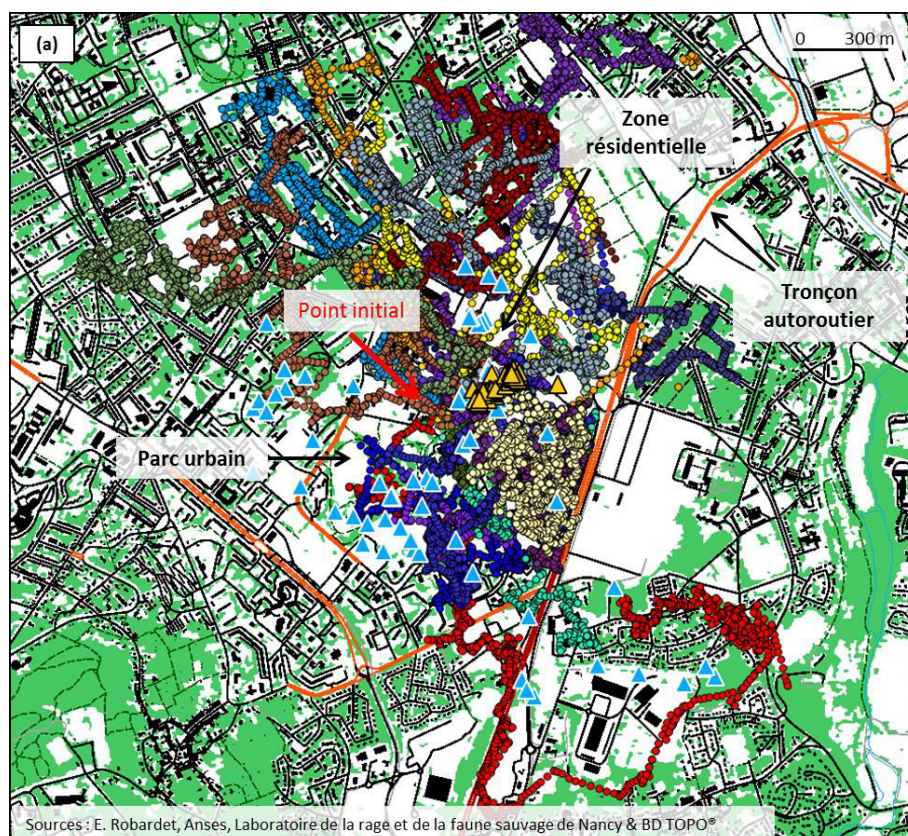 (a)
0 300 m
Zone
résidentielle
Point initial
Tronçon
autoroutier
Parc urbain
Sources : E. Robardet, Anses, Laboratoire de la rage et de la faune sauvage de Nancy & BD TOPO®